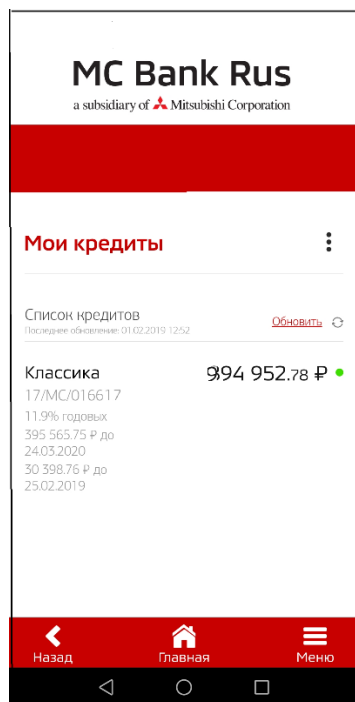 MC Bank Rus
a subsidiary of Mitsubishi Corporation
Мои кредиты
Список кредитов
Последнее обновление: 01.02.2019 12:52
Обновить
Классика
394 952.78 ₽
17/MC/016617
11.9% годовых
395 565.75 ₽ до
24.03.2020
30 398.76 ₽ до
25.02.2019
Назад
Главная
Меню